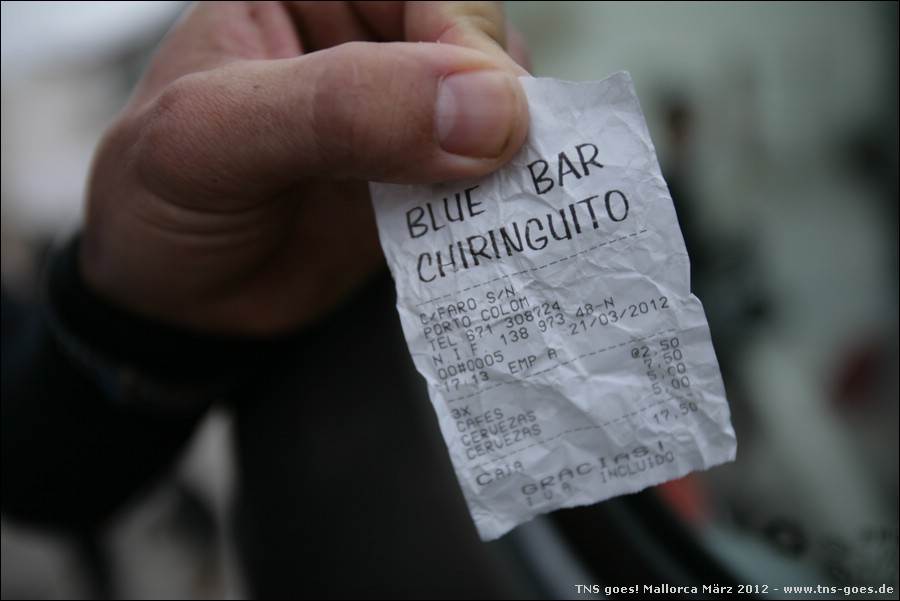 BLUE BAR
CHIRINGUITO
C/FARO S/N
PORTO COLOM
TEL 671 308724
N I F 138 973 48-N
00#0005 21/03/2012
17.13 EMP A
3X @2.50
CAFES 7,50
CERVEZAS 5,00
CERVEZAS 5,00
CAJA 17,50
GRACIAS!
I.V.A. INCLUIDO
TNS goes! Mallorca März 2012 - www.tns-goes.de